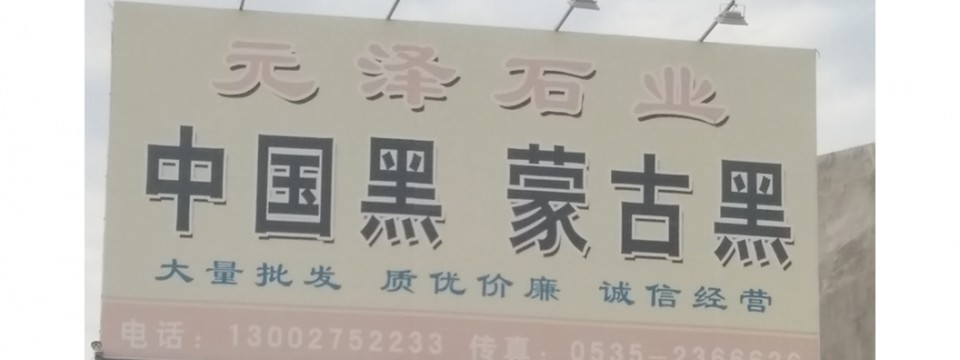 元泽石业
中国黑 蒙古黑
大量批发 质优价廉 诚信经营
电话：13002752233 传真：0535-23666